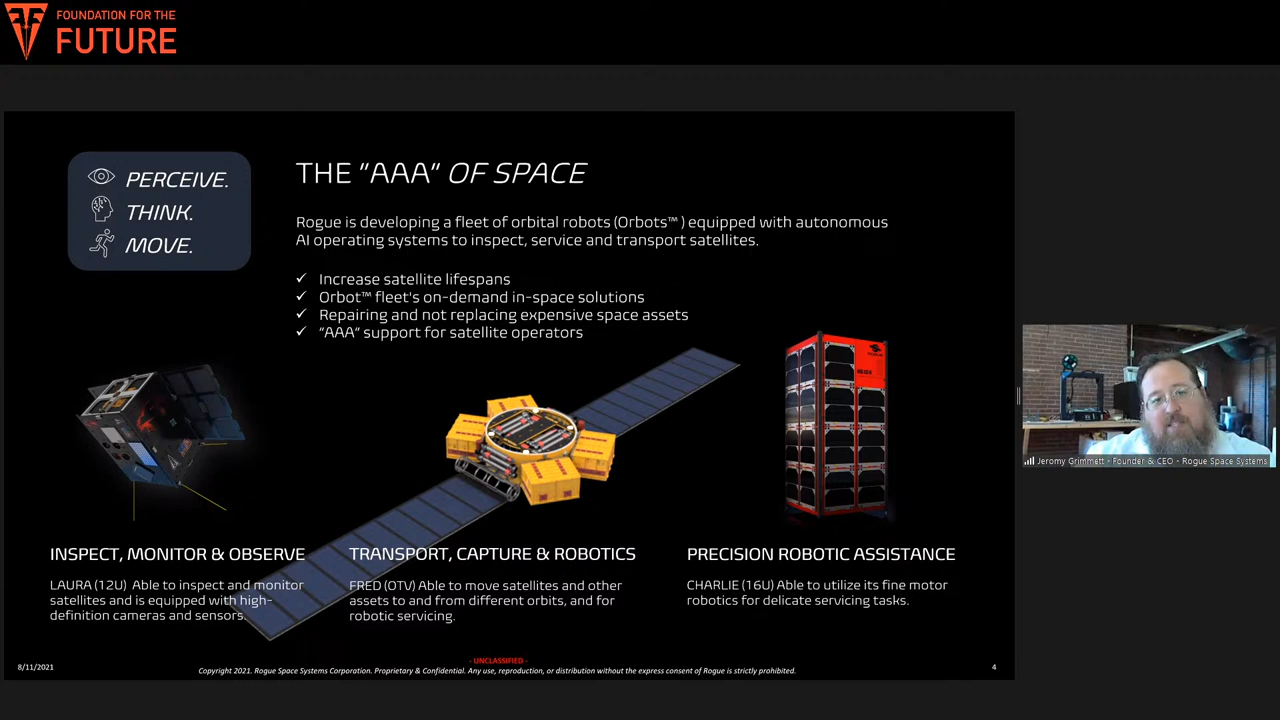 FOUNDATION FOR THE
FUTURE
PERCEIVE.
THINK.
MOVE.
THE “AAA” OF SPACE
Rogue is developing a fleet of orbital robots (Orbots™ ) equipped with autonomous
AI operating systems to inspect, service and transport satellites.
✓ Increase satellite lifespans
✓ Orbot™ fleet's on-demand in-space solutions
✓ Repairing and not replacing expensive space assets
✓ “AAA” support for satellite operators
INSPECT, MONITOR & OBSERVE
LAURA (12U) Able to inspect and monitor
satellites and is equipped with high-
definition cameras and sensors.
TRANSPORT, CAPTURE & ROBOTICS
FRED (OTV) Able to move satellites and other
assets to and from different orbits, and for
robotic servicing.
PRECISION ROBOTIC ASSISTANCE
CHARLIE (16U) Able to utilize its fine motor
robotics for delicate servicing tasks.
Jeromy Grimmett - Founder & CEO - Rogue Space Systems
8/11/2021
- UNCLASSIFIED -
Copyright 2021. Rogue Space Systems Corporation. Proprietary & Confidential. Any use, reproduction, or distribution without the express consent of Rogue is strictly prohibited.
4